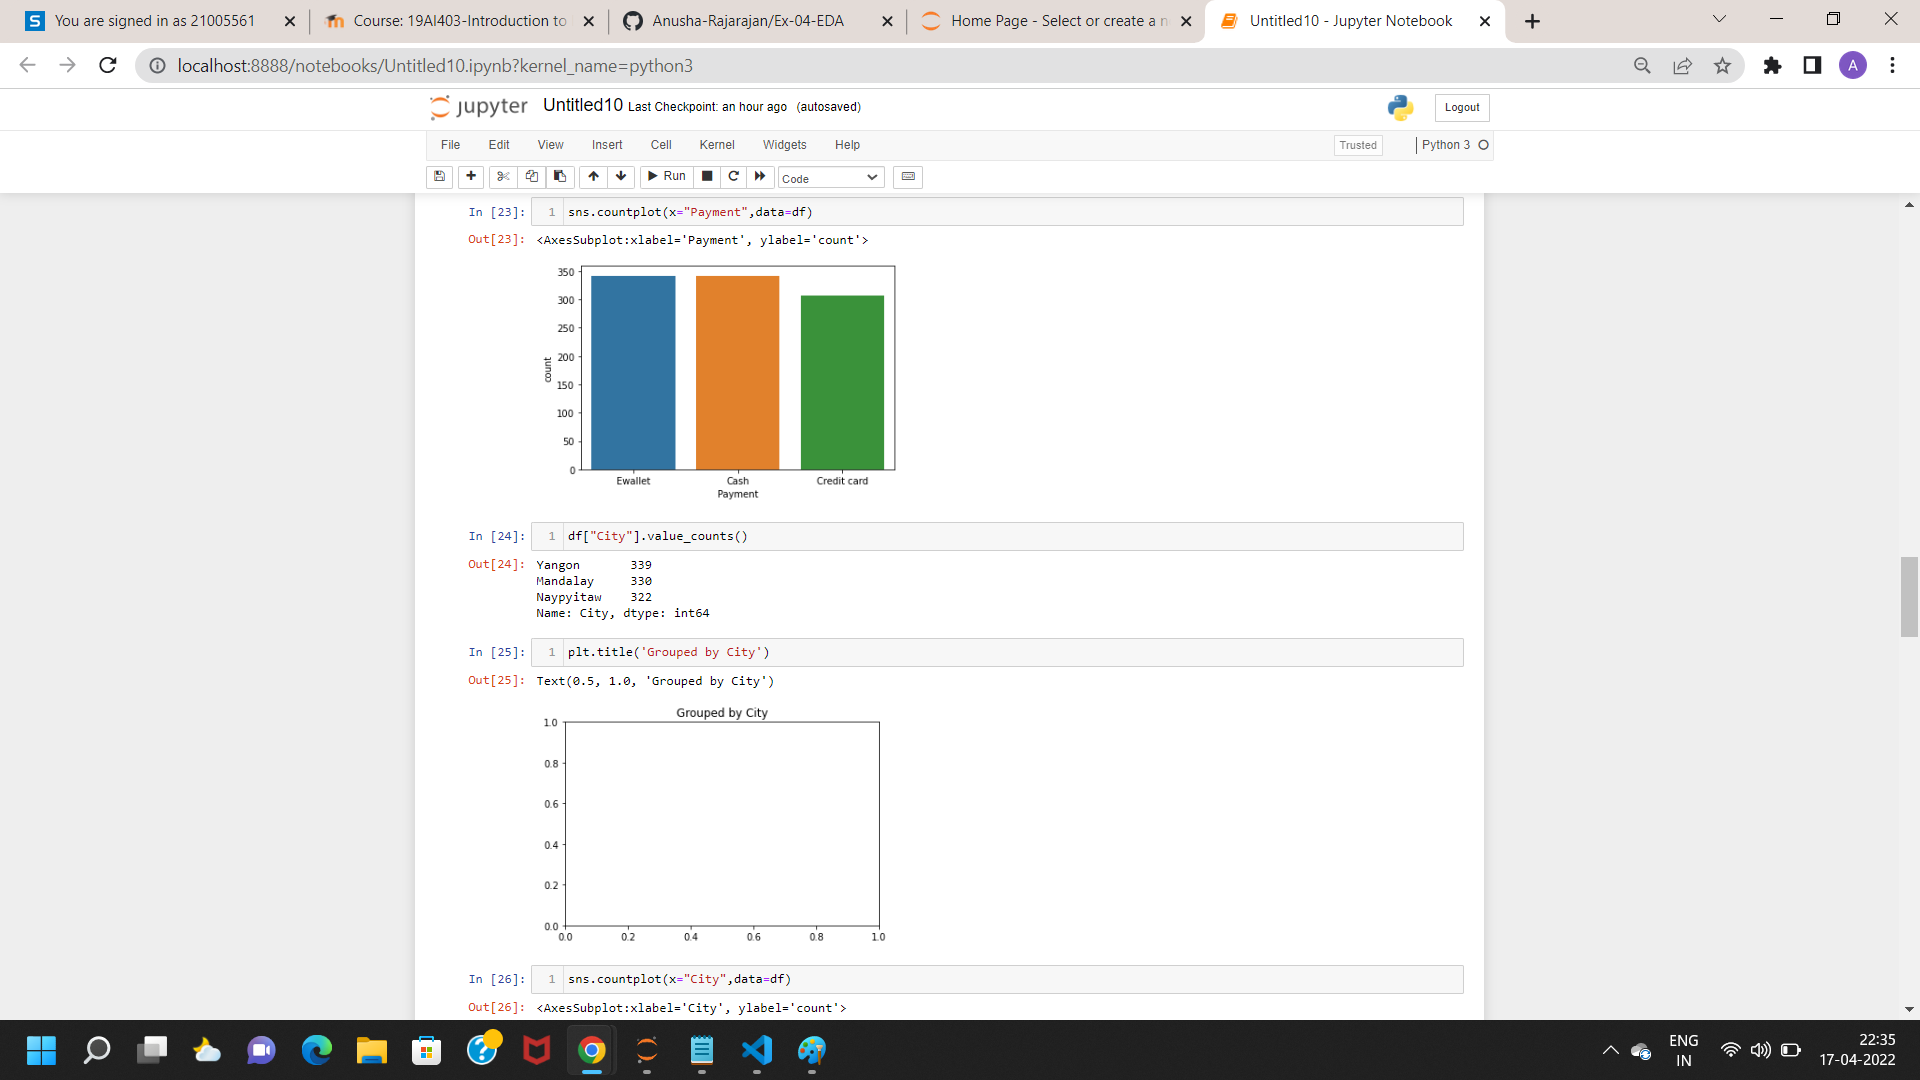 You are signed in as 21005561
Course: 19AI403-Introduction to
Anusha-Rajarajan/Ex-04-EDA
Home Page - Select or create a n
Untitled10 - Jupyter Notebook
localhost:8888/notebooks/Untitled10.ipynb?kernel_name=python3
A
jupyter Untitled10 Last Checkpoint: an hour ago (autosaved)
Logout
File Edit View Insert Cell Kernel Widgets Help
Trusted
Python 3
Run
Code
In [23]: 1 sns.countplot(x="Payment",data=df)
Out[23]: <AxesSubplot:xlabel='Payment', ylabel='count'>
350
300
250
200
150
100
50
0
count
Ewallet Cash Credit card
Payment
In [24]: 1 df["City"].value_counts()
Out[24]: Yangon 339
Mandalay 330
Naypyitaw 322
Name: City, dtype: int64
In [25]: 1 plt.title('Grouped by City')
Out[25]: Text(0.5, 1.0, 'Grouped by City')
Grouped by City
1.0
0.8
0.6
0.4
0.2
0.0
0.0 0.2 0.4 0.6 0.8 1.0
In [26]: 1 sns.countplot(x="City",data=df)
Out[26]: <AxesSubplot:xlabel='City', ylabel='count'>
ENG
IN
22:35
17-04-2022